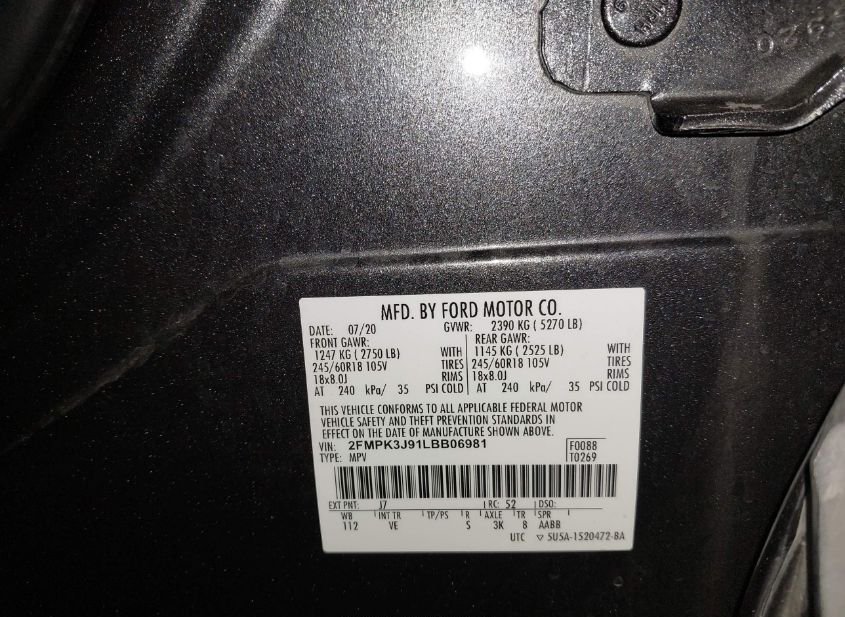 MFD. BY FORD MOTOR CO.
DATE: 07/20 GVWR: 2390 KG ( 5270 LB)
FRONT GAWR: REAR GAWR:
1247 KG ( 2750 LB) WITH 1145 KG ( 2525 LB) WITH
245/60R18 105V TIRES 245/60R18 105V TIRES
18x8.0J RIMS 18x8.0J RIMS
AT 240 kPa/ 35 PSI COLD AT 240 kPa/ 35 PSI COLD
THIS VEHICLE CONFORMS TO ALL APPLICABLE FEDERAL MOTOR
VEHICLE SAFETY AND THEFT PREVENTION STANDARDS IN
EFFECT ON THE DATE OF MANUFACTURE SHOWN ABOVE.
VIN: 2FMPK3J91LBB06981 F0088
TYPE: MPV T0269
EXT PNT: J7 RC: 52 DSO:
WB INT TR TP/PS R AXLE TR SPR
112 VE S 3K 8 AABB
UTC 5U5A-1520472-BA